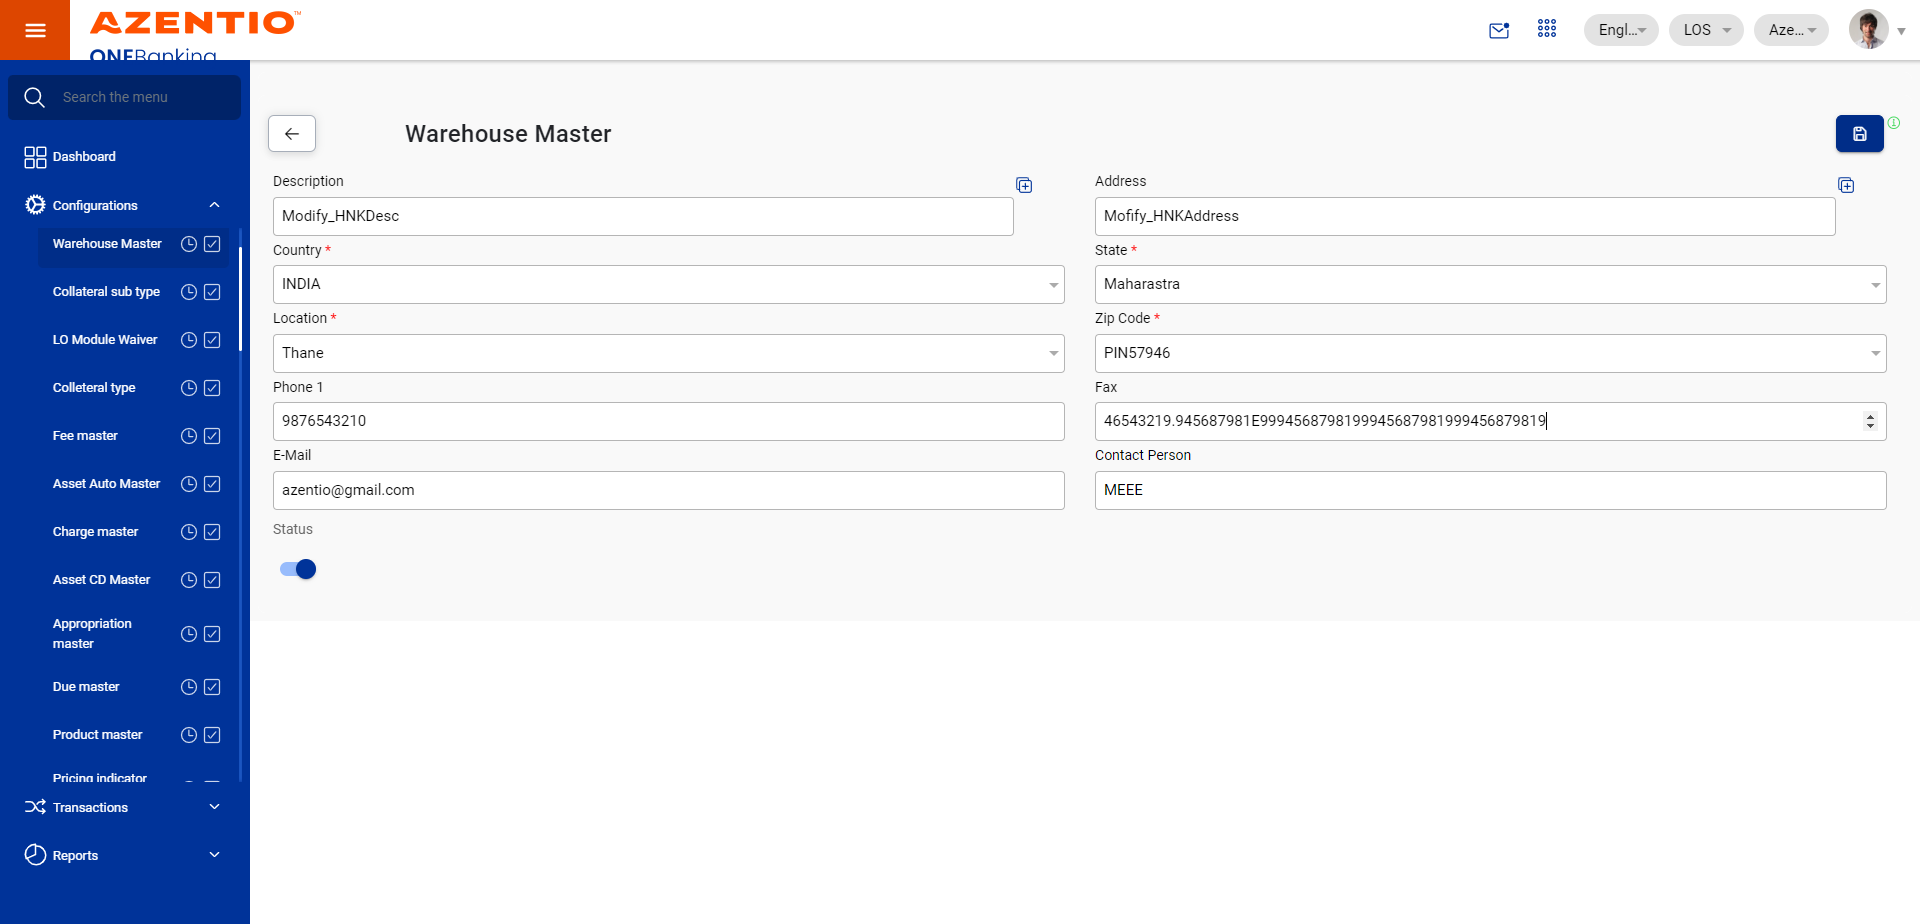 AZENTIO™
ONEBanking
Engl...
LOS
Aze...
Search the menu
Dashboard
Configurations
Warehouse Master
Collateral sub type
LO Module Waiver
Colleteral type
Fee master
Asset Auto Master
Charge master
Asset CD Master
Appropriation
master
Due master
Product master
Pricing indicator
Transactions
Reports
Warehouse Master
Description
Modify_HNKDesc
Address
Mofify_HNKAddress
Country *
INDIA
State *
Maharastra
Location *
Thane
Zip Code *
PIN57946
Phone 1
9876543210
Fax
46543219.945687981E9994568798199945687981999456879819
E-Mail
azentio@gmail.com
Contact Person
MEEE
Status